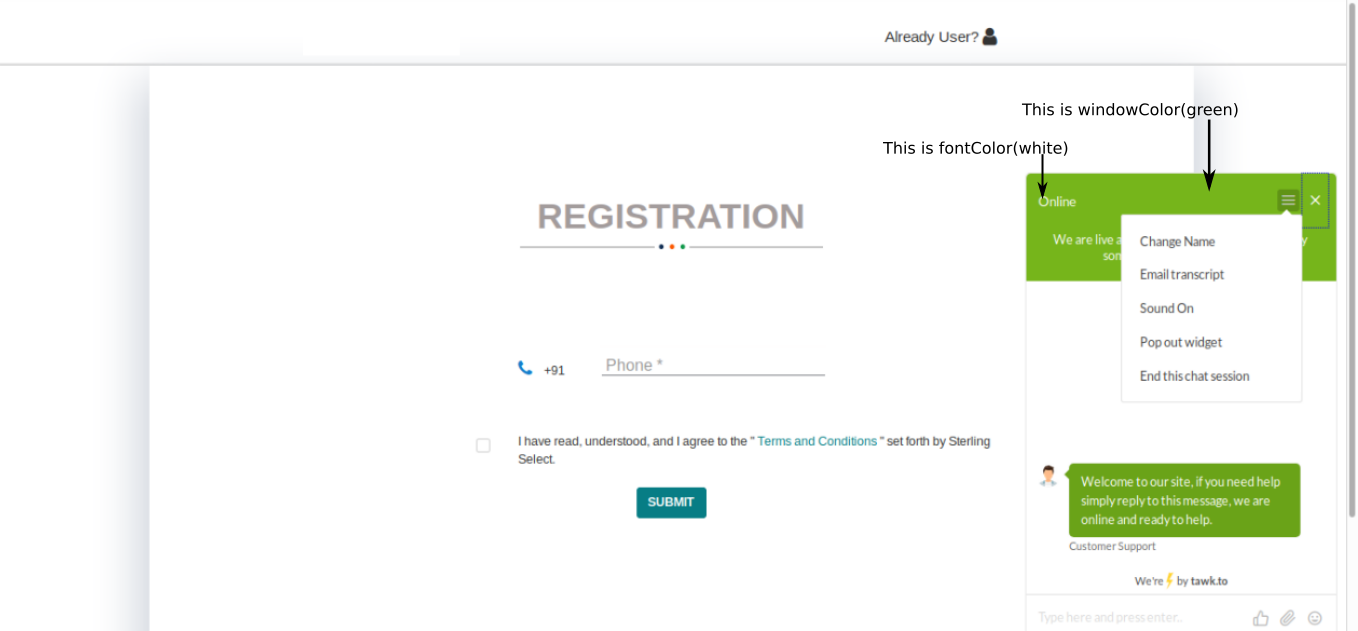 Already User?
This is windowColor(green)
This is fontColor(white)
REGISTRATION
Online
We are live a
y
son
Change Name
Email transcript
Sound On
Pop out widget
End this chat session
+91
Phone *
I have read, understood, and I agree to the " Terms and Conditions " set forth by Sterling
Select.
SUBMIT
Welcome to our site, if you need help
simply reply to this message, we are
online and ready to help.
Customer Support
We're by tawk.to
Type here and press enter..